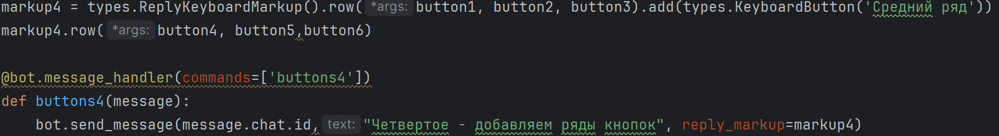 markup4 = types.ReplyKeyboardMarkup().row( *args: button1, button2, button3).add(types.KeyboardButton('Средний ряд'))
markup4.row( *args: button4, button5,button6)
@bot.message_handler(commands=['buttons4'])
def buttons4(message):
    bot.send_message(message.chat.id, text: "Четвертое - добавляем ряды кнопок", reply_markup=markup4)